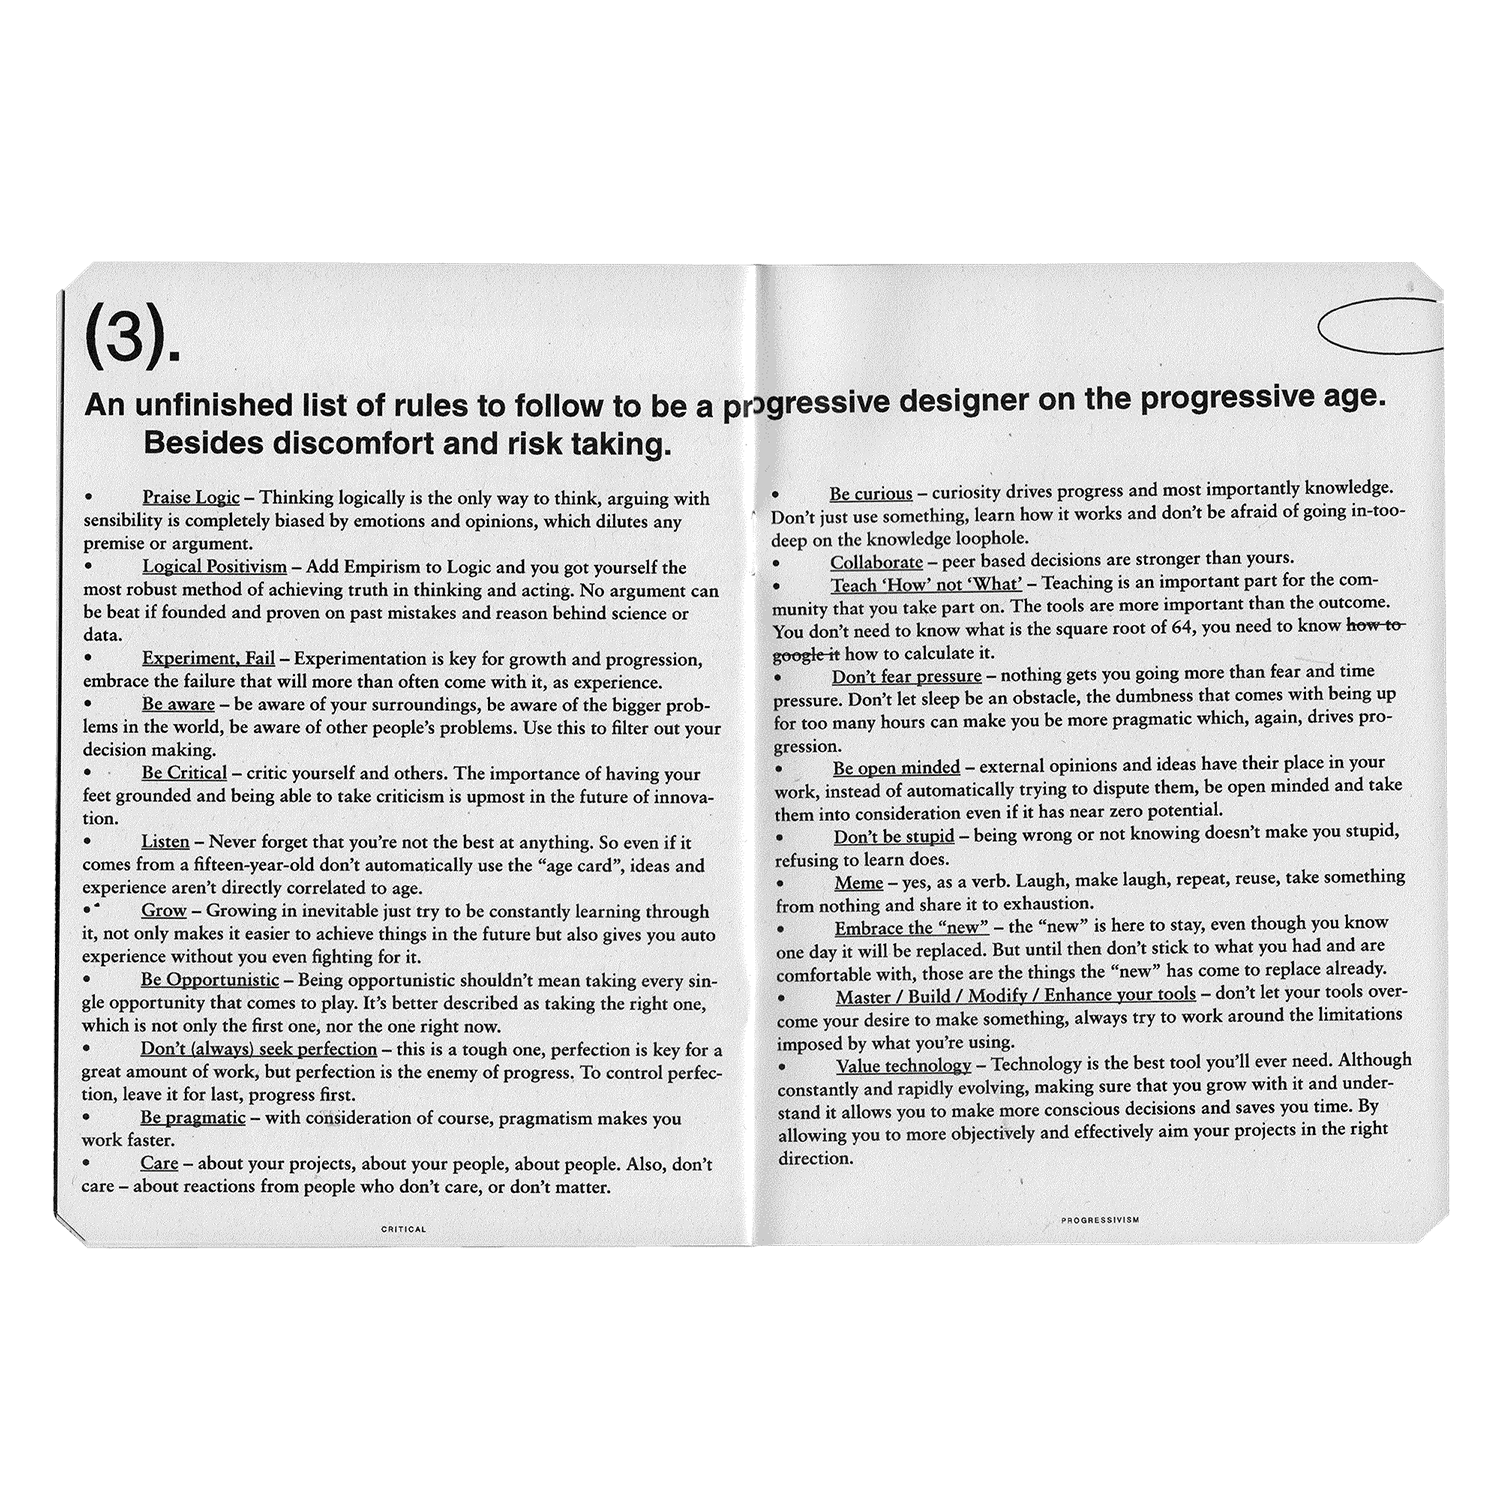 (3).
An unfinished list of rules to follow to be a progressive designer on the progressive age.
Besides discomfort and risk taking.
• Praise Logic – Thinking logically is the only way to think, arguing with
sensibility is completely biased by emotions and opinions, which dilutes any
premise or argument.
• Logical Positivism – Add Empirism to Logic and you got yourself the
most robust method of achieving truth in thinking and acting. No argument can
be beat if founded and proven on past mistakes and reason behind science or
data.
• Experiment, Fail – Experimentation is key for growth and progression,
embrace the failure that will more than often come with it, as experience.
• Be aware – be aware of your surroundings, be aware of the bigger prob-
lems in the world, be aware of other people's problems. Use this to filter out your
decision making.
• Be Critical – critic yourself and others. The importance of having your
feet grounded and being able to take criticism is upmost in the future of innova-
tion.
• Listen – Never forget that you're not the best at anything. So even if it
comes from a fifteen-year-old don't automatically use the “age card”, ideas and
experience aren't directly correlated to age.
• Grow – Growing in inevitable just try to be constantly learning through
it, not only makes it easier to achieve things in the future but also gives you auto
experience without you even fighting for it.
• Be Opportunistic – Being opportunistic shouldn't mean taking every sin-
gle opportunity that comes to play. It's better described as taking the right one,
which is not only the first one, nor the one right now.
• Don't (always) seek perfection – this is a tough one, perfection is key for a
great amount of work, but perfection is the enemy of progress. To control perfec-
tion, leave it for last, progress first.
• Be pragmatic – with consideration of course, pragmatism makes you
work faster.
• Care – about your projects, about your people, about people. Also, don't
care – about reactions from people who don't care, or don't matter.
CRITICAL
• Be curious – curiosity drives progress and most importantly knowledge.
Don't just use something, learn how it works and don't be afraid of going in-too-
deep on the knowledge loophole.
• Collaborate – peer based decisions are stronger than yours.
• Teach ‘How’ not ‘What’ – Teaching is an important part for the com-
munity that you take part on. The tools are more important than the outcome.
You don't need to know what is the square root of 64, you need to know how to
google it how to calculate it.
• Don't fear pressure – nothing gets you going more than fear and time
pressure. Don't let sleep be an obstacle, the dumbness that comes with being up
for too many hours can make you be more pragmatic which, again, drives pro-
gression.
• Be open minded – external opinions and ideas have their place in your
work, instead of automatically trying to dispute them, be open minded and take
them into consideration even if it has near zero potential.
• Don't be stupid – being wrong or not knowing doesn't make you stupid,
refusing to learn does.
• Meme – yes, as a verb. Laugh, make laugh, repeat, reuse, take something
from nothing and share it to exhaustion.
• Embrace the “new” – the “new” is here to stay, even though you know
one day it will be replaced. But until then don't stick to what you had and are
comfortable with, those are the things the “new” has come to replace already.
• Master / Build / Modify / Enhance your tools – don't let your tools over-
come your desire to make something, always try to work around the limitations
imposed by what you're using.
• Value technology – Technology is the best tool you'll ever need. Although
constantly and rapidly evolving, making sure that you grow with it and under-
stand it allows you to make more conscious decisions and saves you time. By
allowing you to more objectively and effectively aim your projects in the right
direction.
PROGRESSIVISM